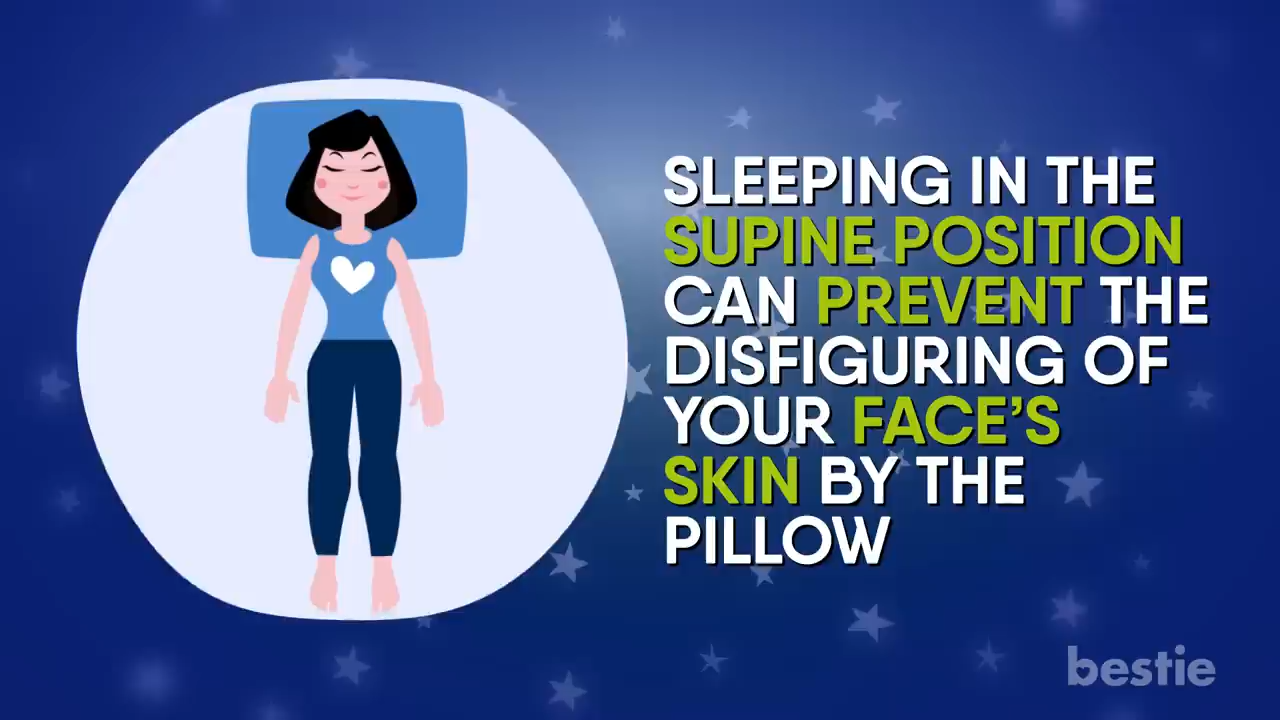 SLEEPING IN THE
SUPINE POSITION
CAN PREVENT THE
DISFIGURING OF
YOUR FACE'S
SKIN BY THE
PILLOW
bestie